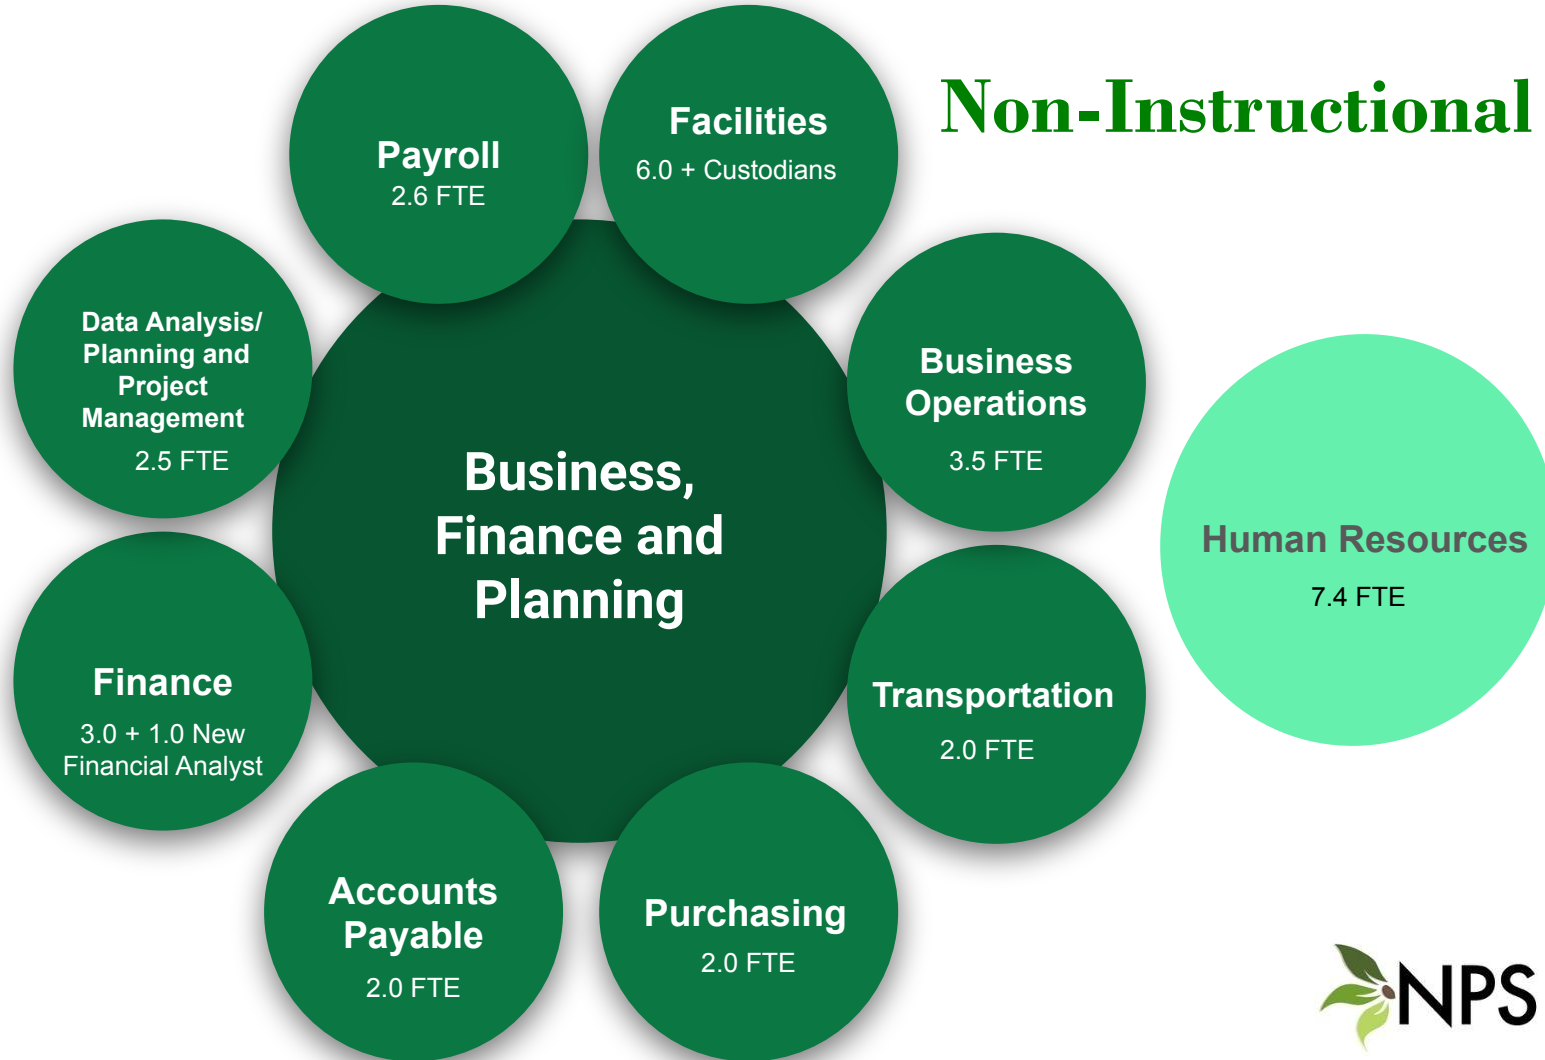 Non-Instructional
Payroll
2.6 FTE
Facilities
6.0 + Custodians
Data Analysis/
Planning and
Project
Management
2.5 FTE
Business
Operations
3.5 FTE
Business,
Finance and
Planning
Human Resources
7.4 FTE
Finance
3.0 + 1.0 New
Financial Analyst
Transportation
2.0 FTE
Accounts
Payable
2.0 FTE
Purchasing
2.0 FTE
NPS